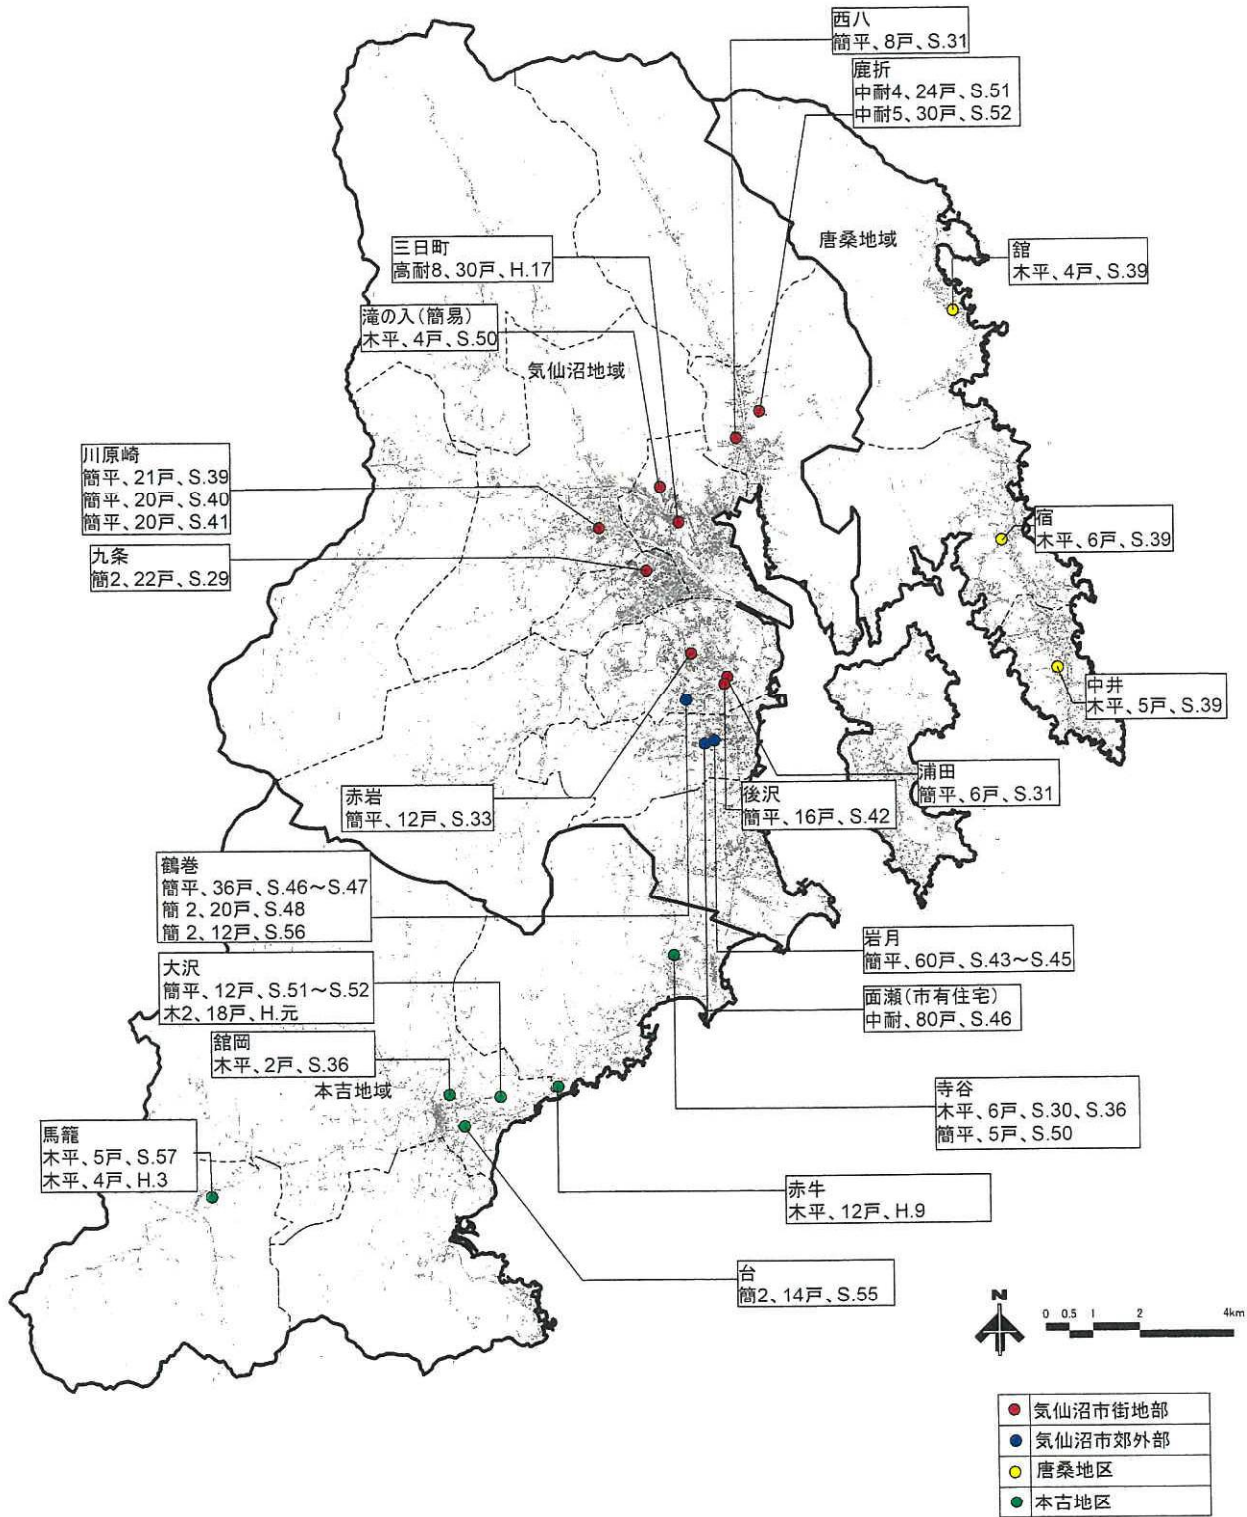 西八
簡平、8戸、S.31
鹿折
中耐4、24戸、S.51
中耐5、30戸、S.52
唐桑地域
三日町
高耐8、30戸、H.17
舘
木平、4戸、S.39
滝の入(簡易)
木平、4戸、S.50
気仙沼地域
川原崎
簡平、21戸、S.39
簡平、20戸、S.40
簡平、20戸、S.41
九条
簡2、22戸、S.29
宿
木平、6戸、S.39
中井
木平、5戸、S.39
浦田
簡平、6戸、S.31
後沢
簡平、16戸、S.42
赤岩
簡平、12戸、S.33
鶴巻
簡平、36戸、S.46～S.47
簡2、20戸、S.48
簡2、12戸、S.56
岩月
簡平、60戸、S.43～S.45
大沢
簡平、12戸、S.51～S.52
木2、18戸、H.元
面瀬(市有住宅)
中耐、80戸、S.46
舘岡
木平、2戸、S.36
本吉地域
寺谷
木平、6戸、S.30、S.36
簡平、5戸、S.50
馬籠
木平、5戸、S.57
木平、4戸、H.3
赤牛
木平、12戸、H.9
台
簡2、14戸、S.55
N
0 0.5 1 2 4km
気仙沼市街地部
気仙沼市郊外部
唐桑地区
本吉地区